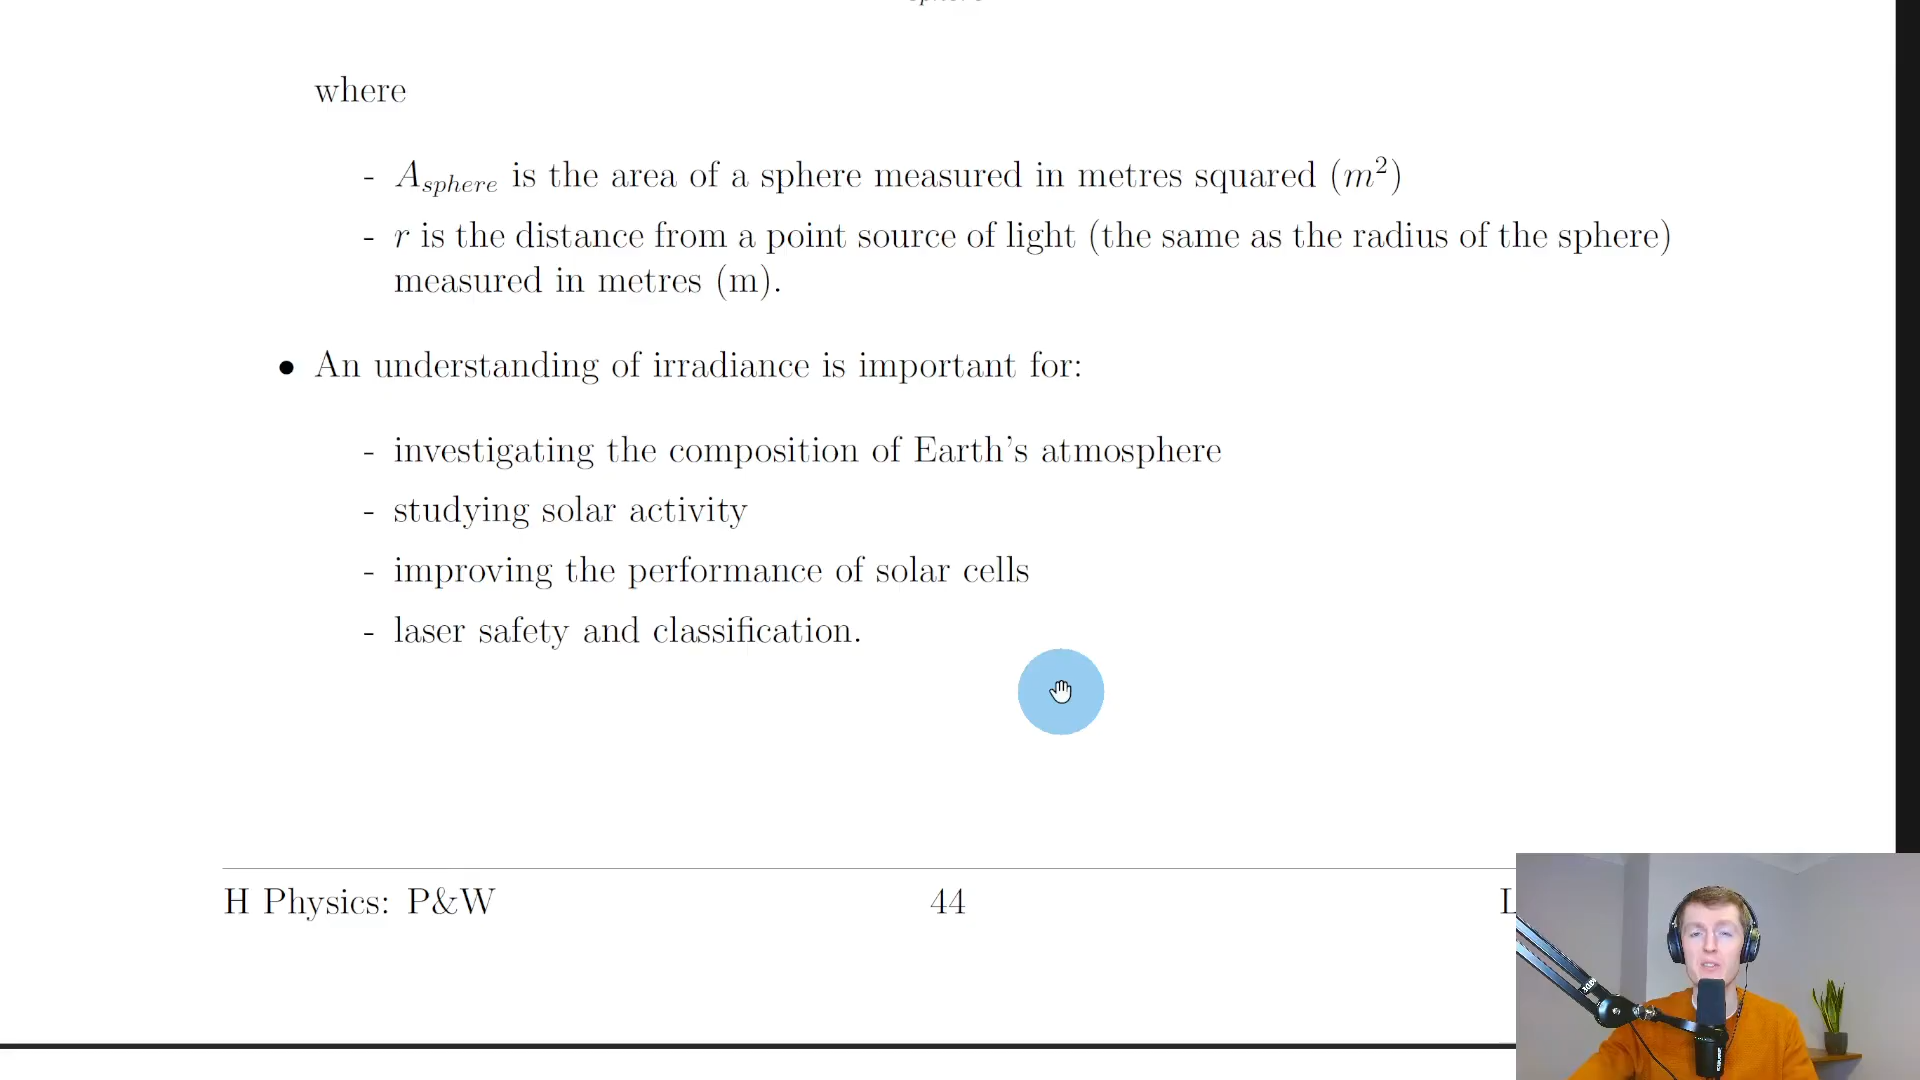 where
- A_sphere is the area of a sphere measured in metres squared (m²)
- r is the distance from a point source of light (the same as the radius of the sphere)
measured in metres (m).
• An understanding of irradiance is important for:
- investigating the composition of Earth's atmosphere
- studying solar activity
- improving the performance of solar cells
- laser safety and classification.
H Physics: P&W
44
L